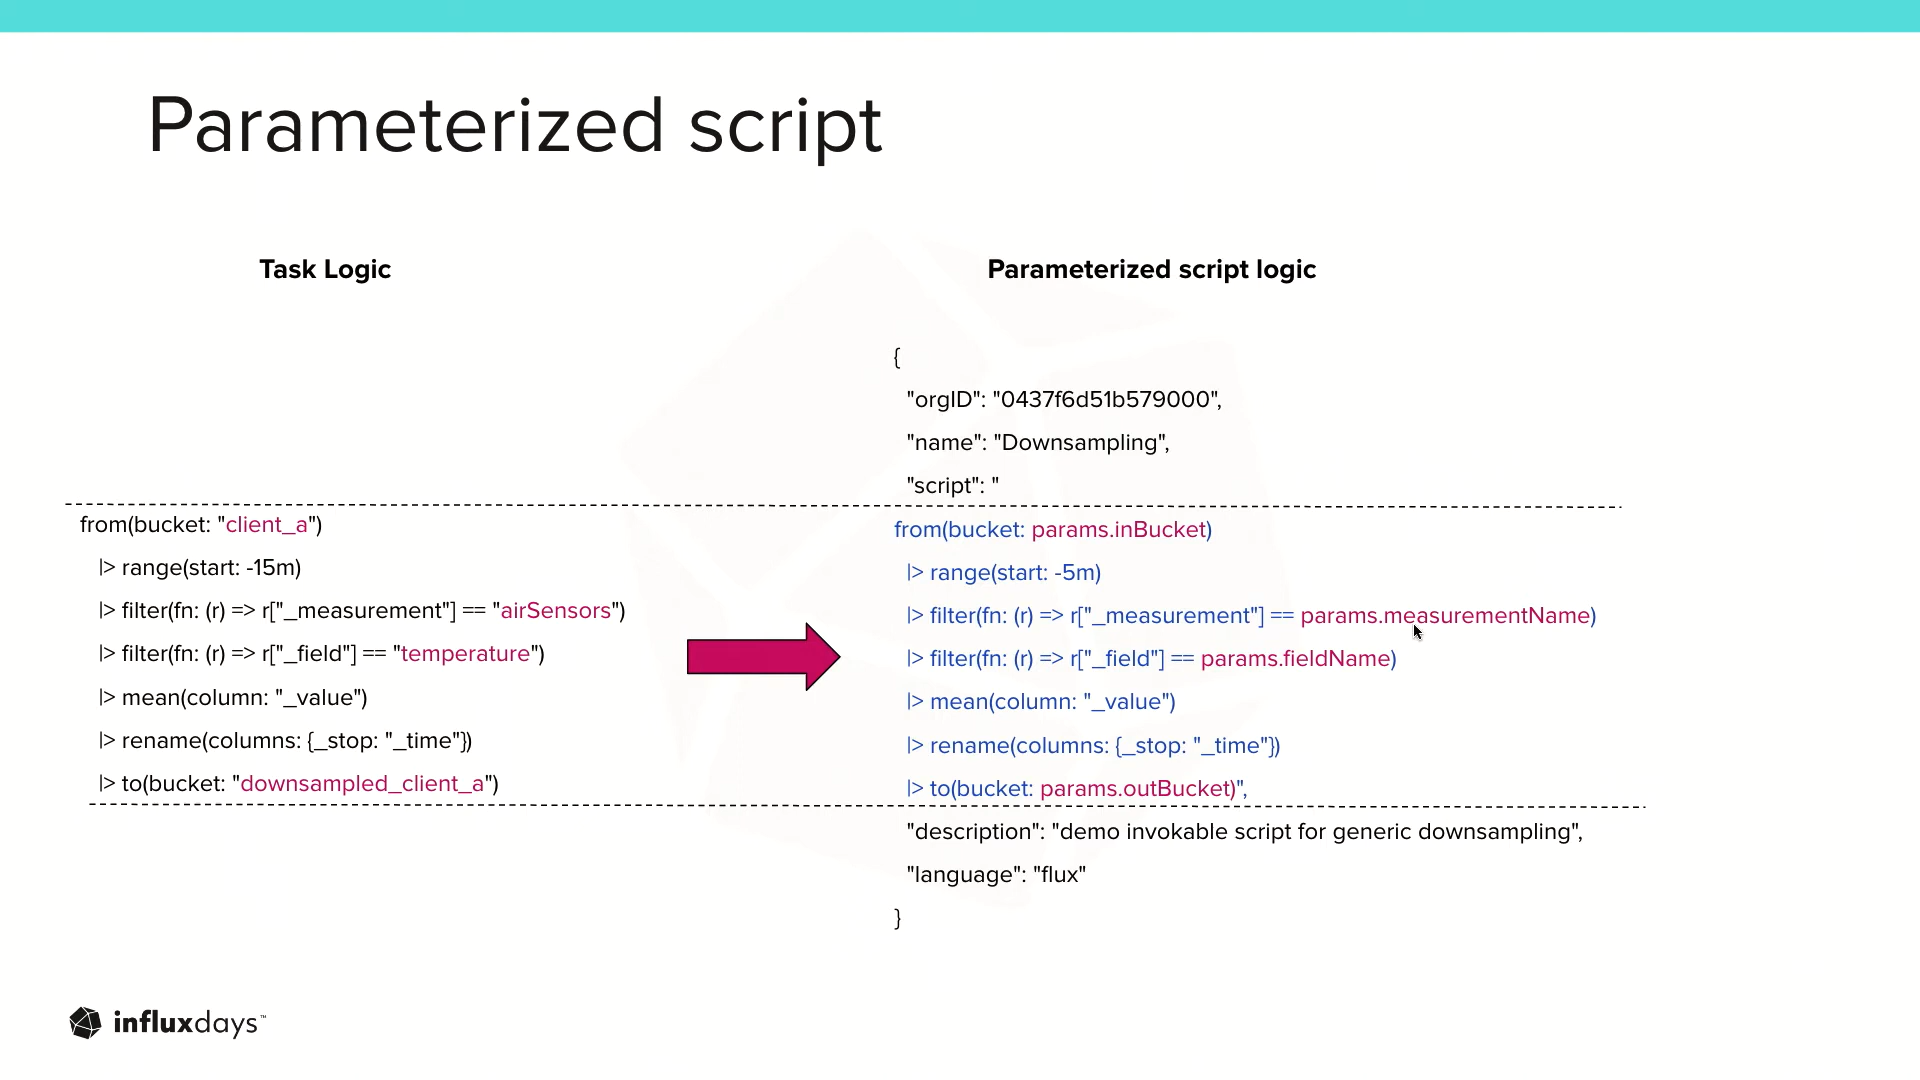 Parameterized script
Task Logic
from(bucket: "client_a")
|> range(start: -15m)
|> filter(fn: (r) => r["_measurement"] == "airSensors")
|> filter(fn: (r) => r["_field"] == "temperature")
|> mean(column: "_value")
|> rename(columns: {_stop: "_time"})
|> to(bucket: "downsampled_client_a")
Parameterized script logic
{
"orgID": "0437f6d51b579000",
"name": "Downsampling",
"script": "
from(bucket: params.inBucket)
|> range(start: -5m)
|> filter(fn: (r) => r["_measurement"] == params.measurementName)
|> filter(fn: (r) => r["_field"] == params.fieldName)
|> mean(column: "_value")
|> rename(columns: {_stop: "_time"})
|> to(bucket: params.outBucket)",
"description": "demo invokable script for generic downsampling",
"language": "flux"
}
influxdays™